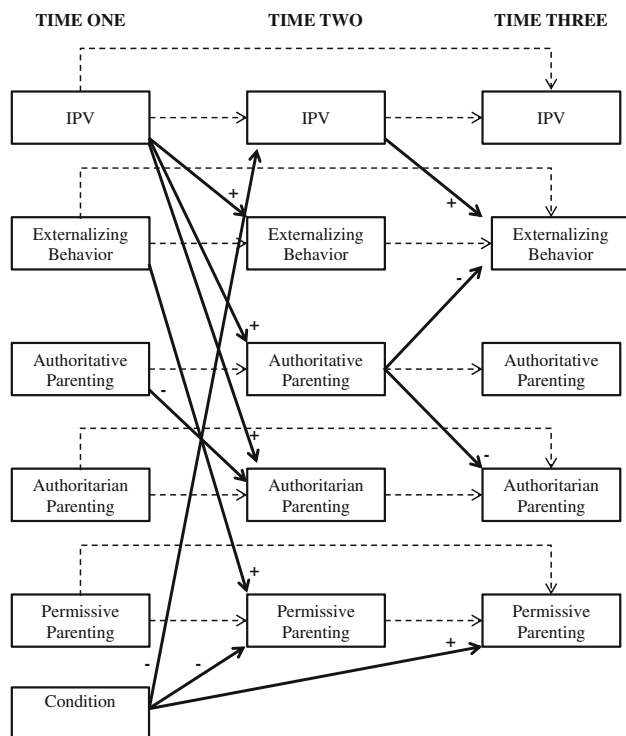 TIME ONE TIME TWO TIME THREE
IPV IPV IPV
+ +
Externalizing Behavior Externalizing Behavior Externalizing Behavior
-
+
Authoritative Parenting Authoritative Parenting Authoritative Parenting
-
+ -
Authoritarian Parenting Authoritarian Parenting Authoritarian Parenting
+
Permissive Parenting Permissive Parenting Permissive Parenting
+
- -
Condition